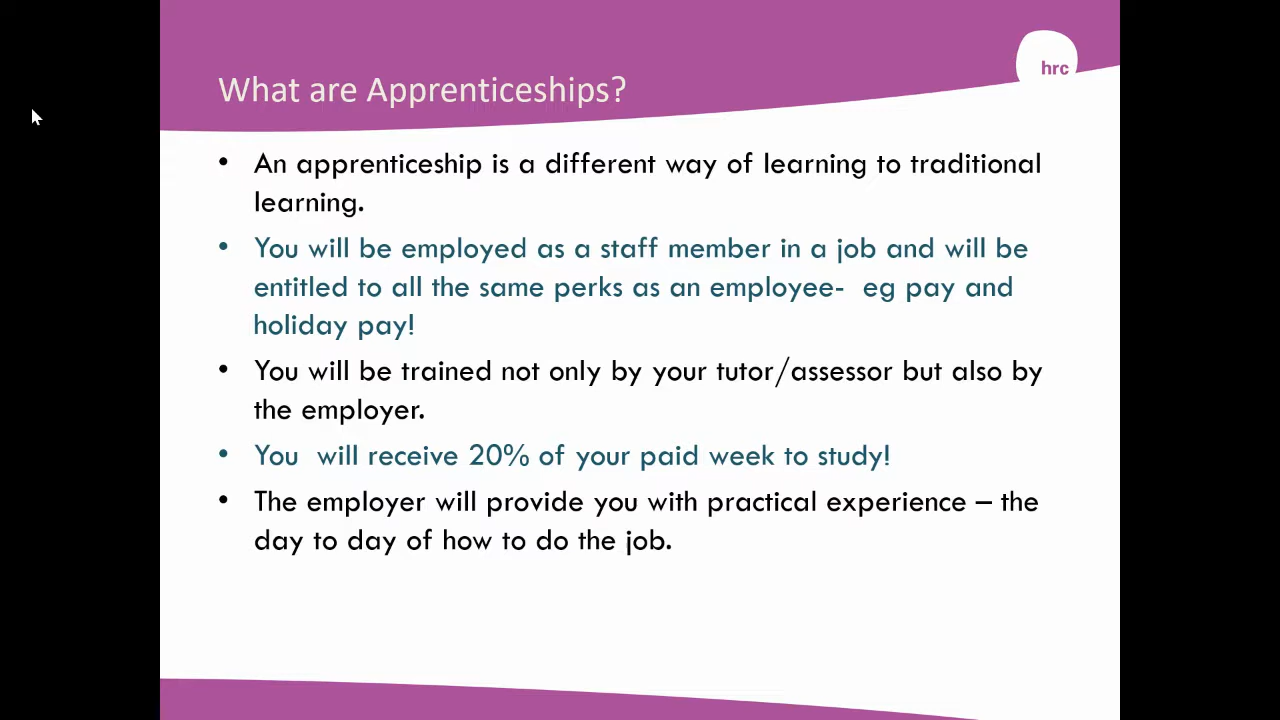 hrc
What are Apprenticeships?
• An apprenticeship is a different way of learning to traditional
learning.
• You will be employed as a staff member in a job and will be
entitled to all the same perks as an employee-  eg pay and
holiday pay!
• You will be trained not only by your tutor/assessor but also by
the employer.
• You  will receive 20% of your paid week to study!
• The employer will provide you with practical experience – the
day to day of how to do the job.